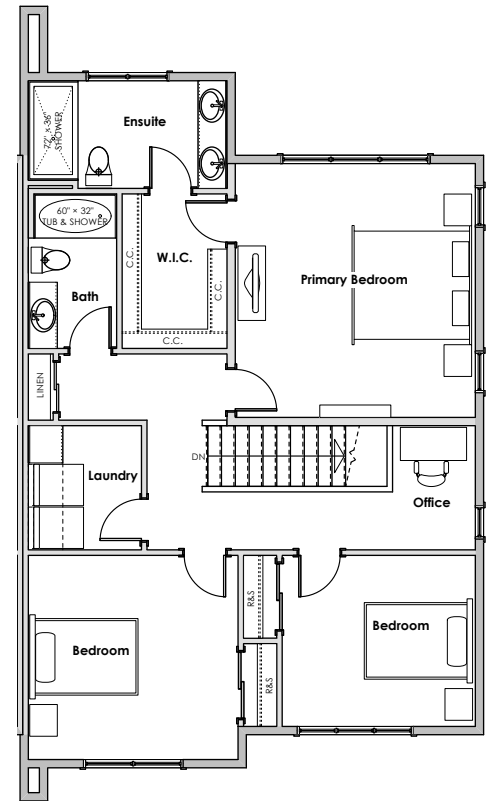 72" × 36"
SHOWER
Ensuite
60" × 32"
TUB & SHOWER
C.C.
W.I.C.
C.C.
C.C.
Primary Bedroom
Bath
LINEN
DN
Laundry
Office
R&S
Bedroom
R&S
Bedroom